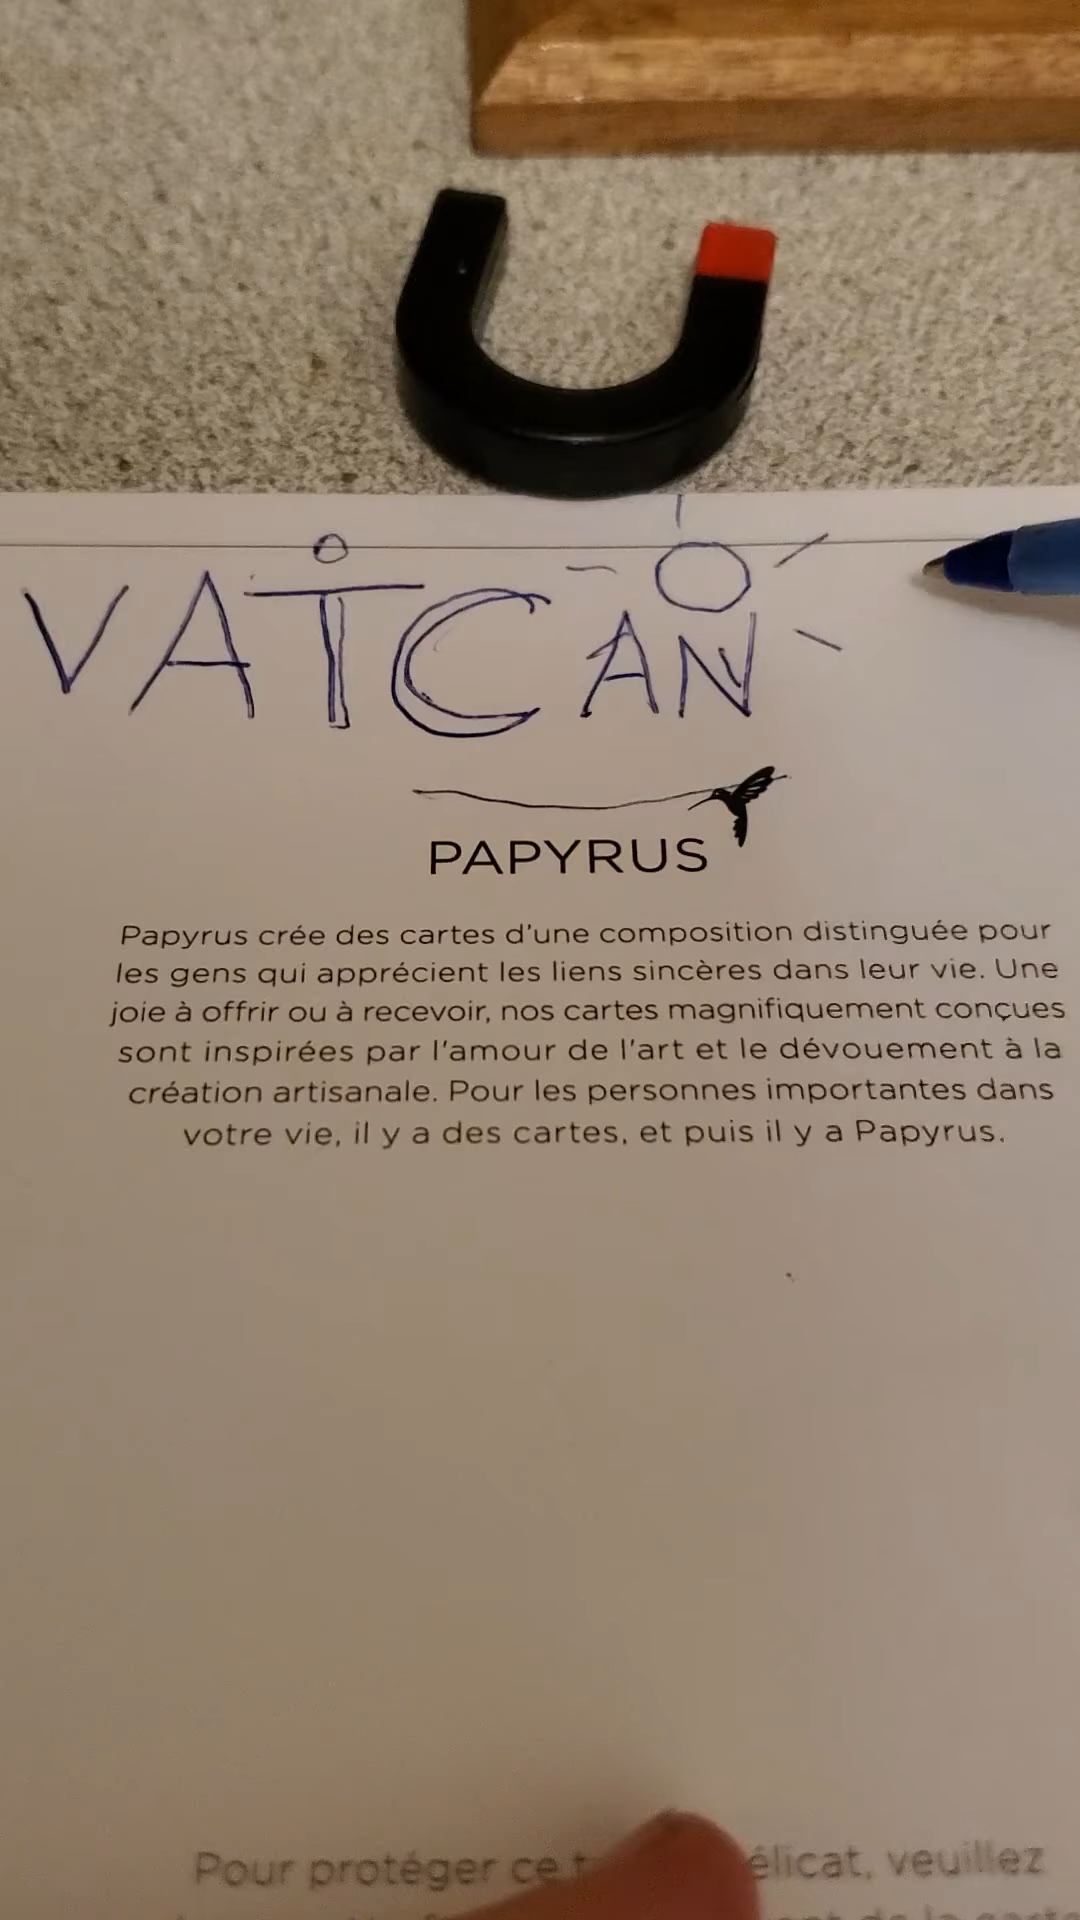 VATCAN
PAPYRUS
Papyrus crée des cartes d'une composition distinguée pour
les gens qui apprécient les liens sincères dans leur vie. Une
joie à offrir ou à recevoir, nos cartes magnifiquement conçues
sont inspirées par l'amour de l'art et le dévouement à la
création artisanale. Pour les personnes importantes dans
votre vie, il y a des cartes, et puis il y a Papyrus.
Pour protéger ce élicat, veuillez